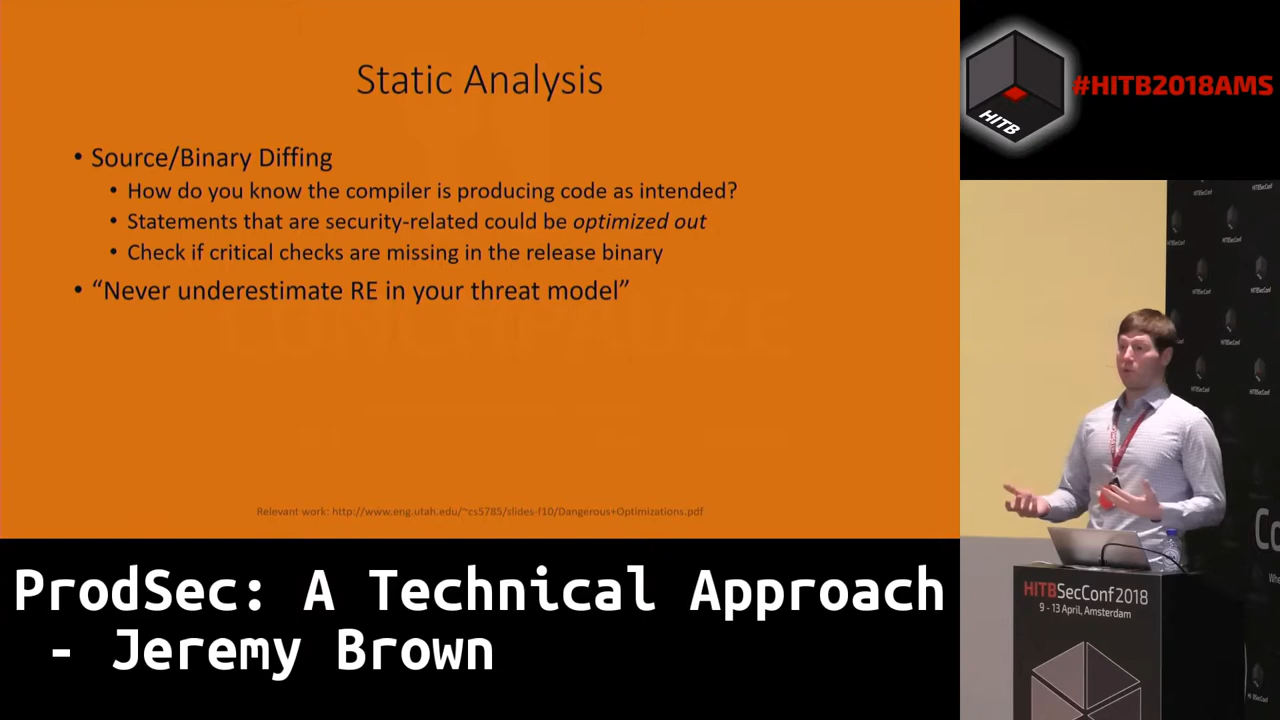 Static Analysis
• Source/Binary Diffing
• How do you know the compiler is producing code as intended?
• Statements that are security-related could be optimized out
• Check if critical checks are missing in the release binary
• “Never underestimate RE in your threat model”
Relevant work: http://www.eng.utah.edu/~cs5785/slides-f10/Dangerous+Optimizations.pdf
ProdSec: A Technical Approach
- Jeremy Brown
HITB
#HITB2018AMS
HITBSecConf2018
9 - 13 April, Amsterdam